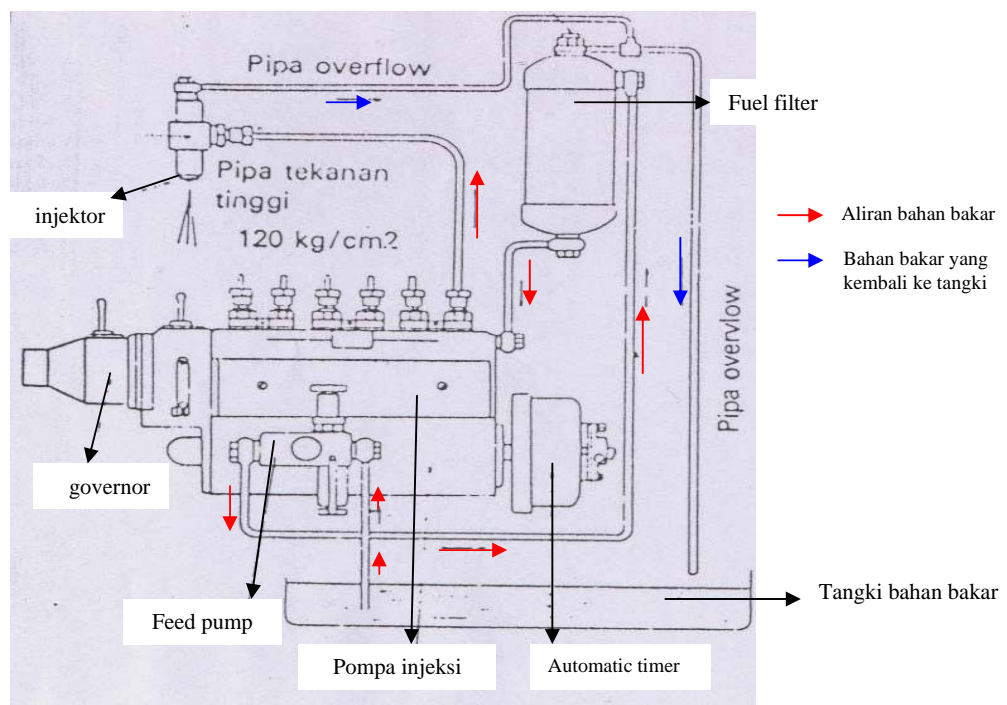 Pipa overflow
Fuel filter
injektor
Pipa tekanan
tinggi
120 kg/cm2
Aliran bahan bakar
Bahan bakar yang
kembali ke tangki
Pipa overvlow
governor
Feed pump
Pompa injeksi
Automatic timer
Tangki bahan bakar